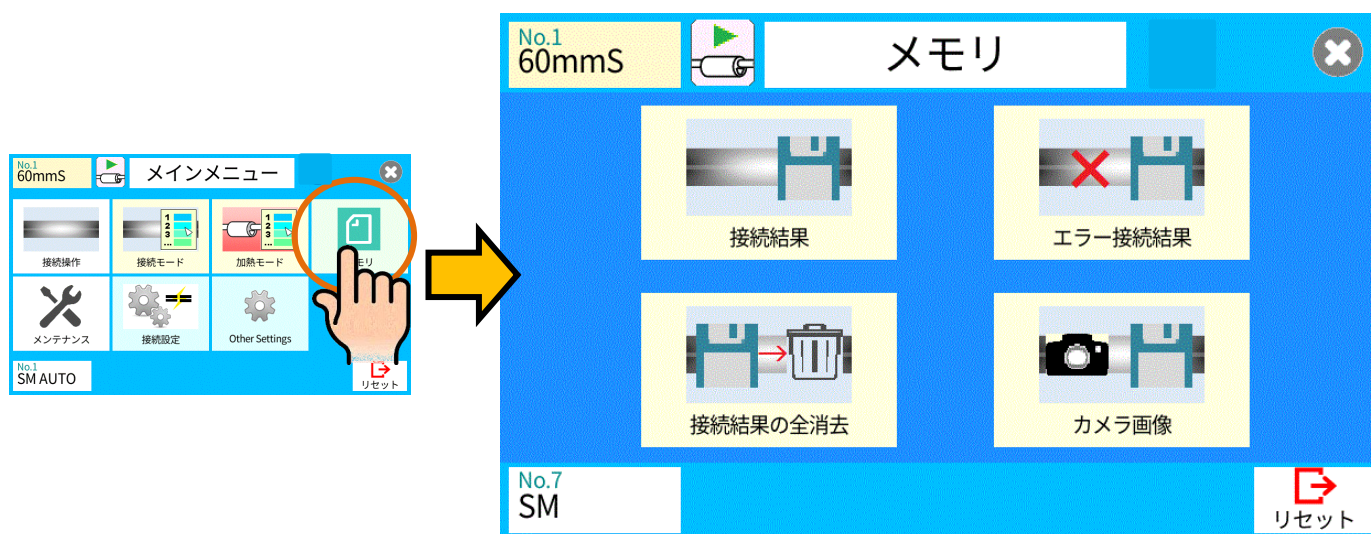 No.1
60mmS
メインメニュー
接続操作
接続モード
加熱モード
モリ
メンテナンス
接続設定
Other Settings
No.1
SM AUTO
リセット
No.1
60mmS
メモリ
接続結果
エラー接続結果
接続結果の全消去
カメラ画像
No.7
SM
リセット